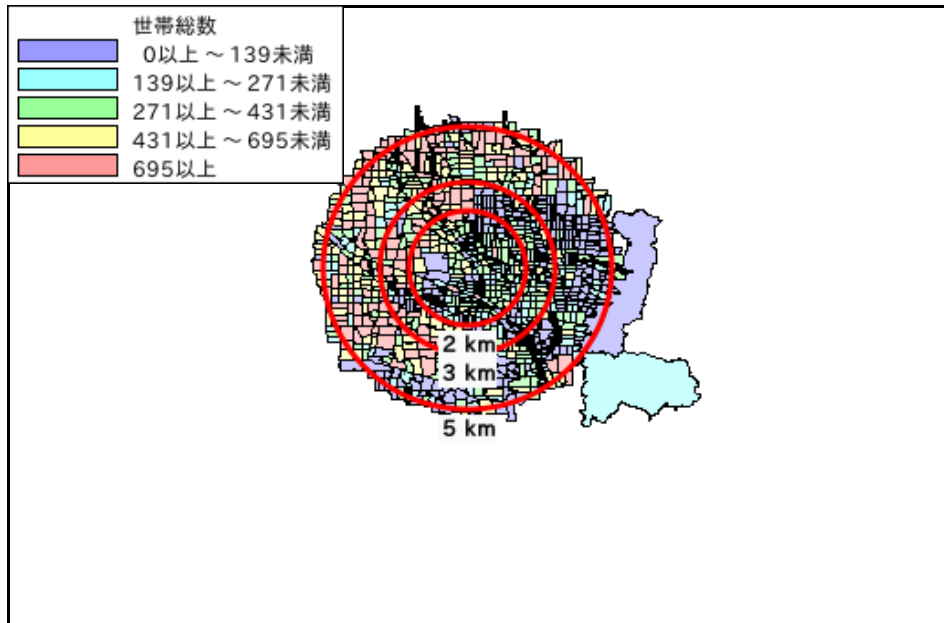 世帯総数
0以上 ～ 139未満
139以上 ～ 271未満
271以上 ～ 431未満
431以上 ～ 695未満
695以上
2 km
3 km
5 km